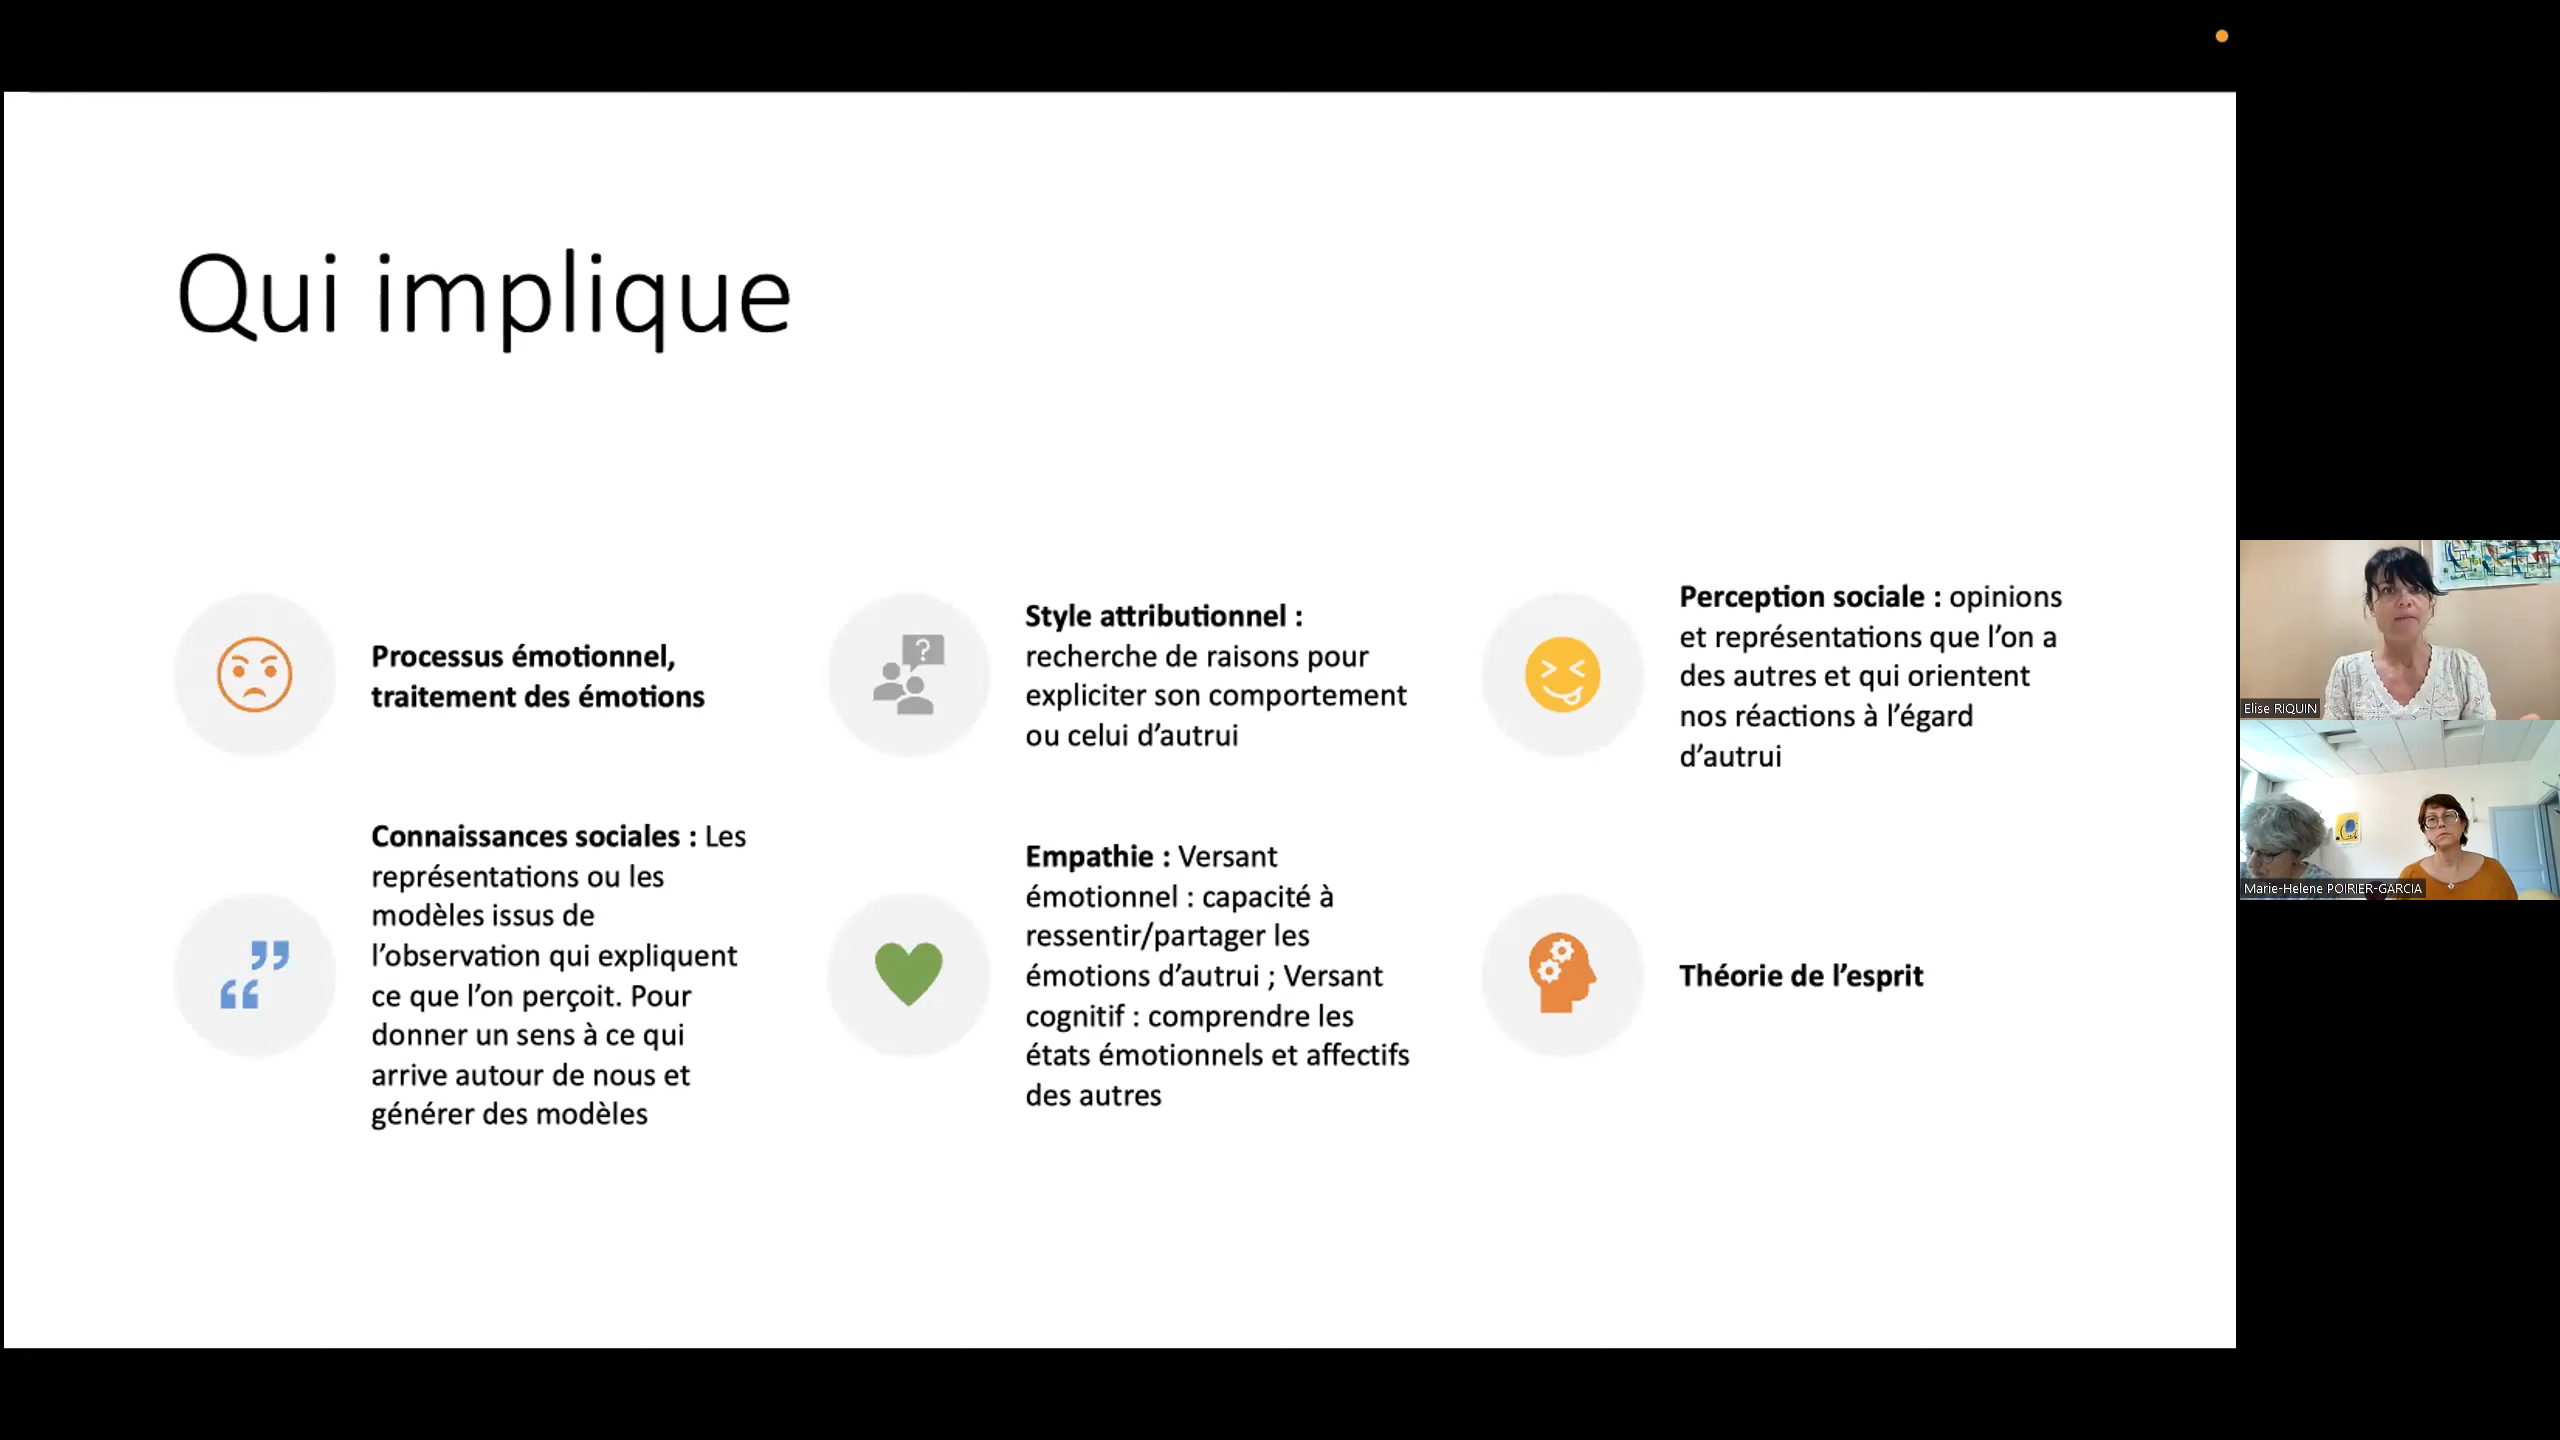 Qui implique
Processus émotionnel,
traitement des émotions
?
Style attributionnel :
recherche de raisons pour
expliciter son comportement
ou celui d’autrui
Perception sociale : opinions
et représentations que l’on a
des autres et qui orientent
nos réactions à l’égard
d’autrui
Connaissances sociales : Les
représentations ou les
modèles issus de
l’observation qui expliquent
ce que l’on perçoit. Pour
donner un sens à ce qui
arrive autour de nous et
générer des modèles
Empathie : Versant
émotionnel : capacité à
ressentir/partager les
émotions d’autrui ; Versant
cognitif : comprendre les
états émotionnels et affectifs
des autres
Théorie de l’esprit
Elise RIQUIN
Marie-Helene POIRIER-GARCIA